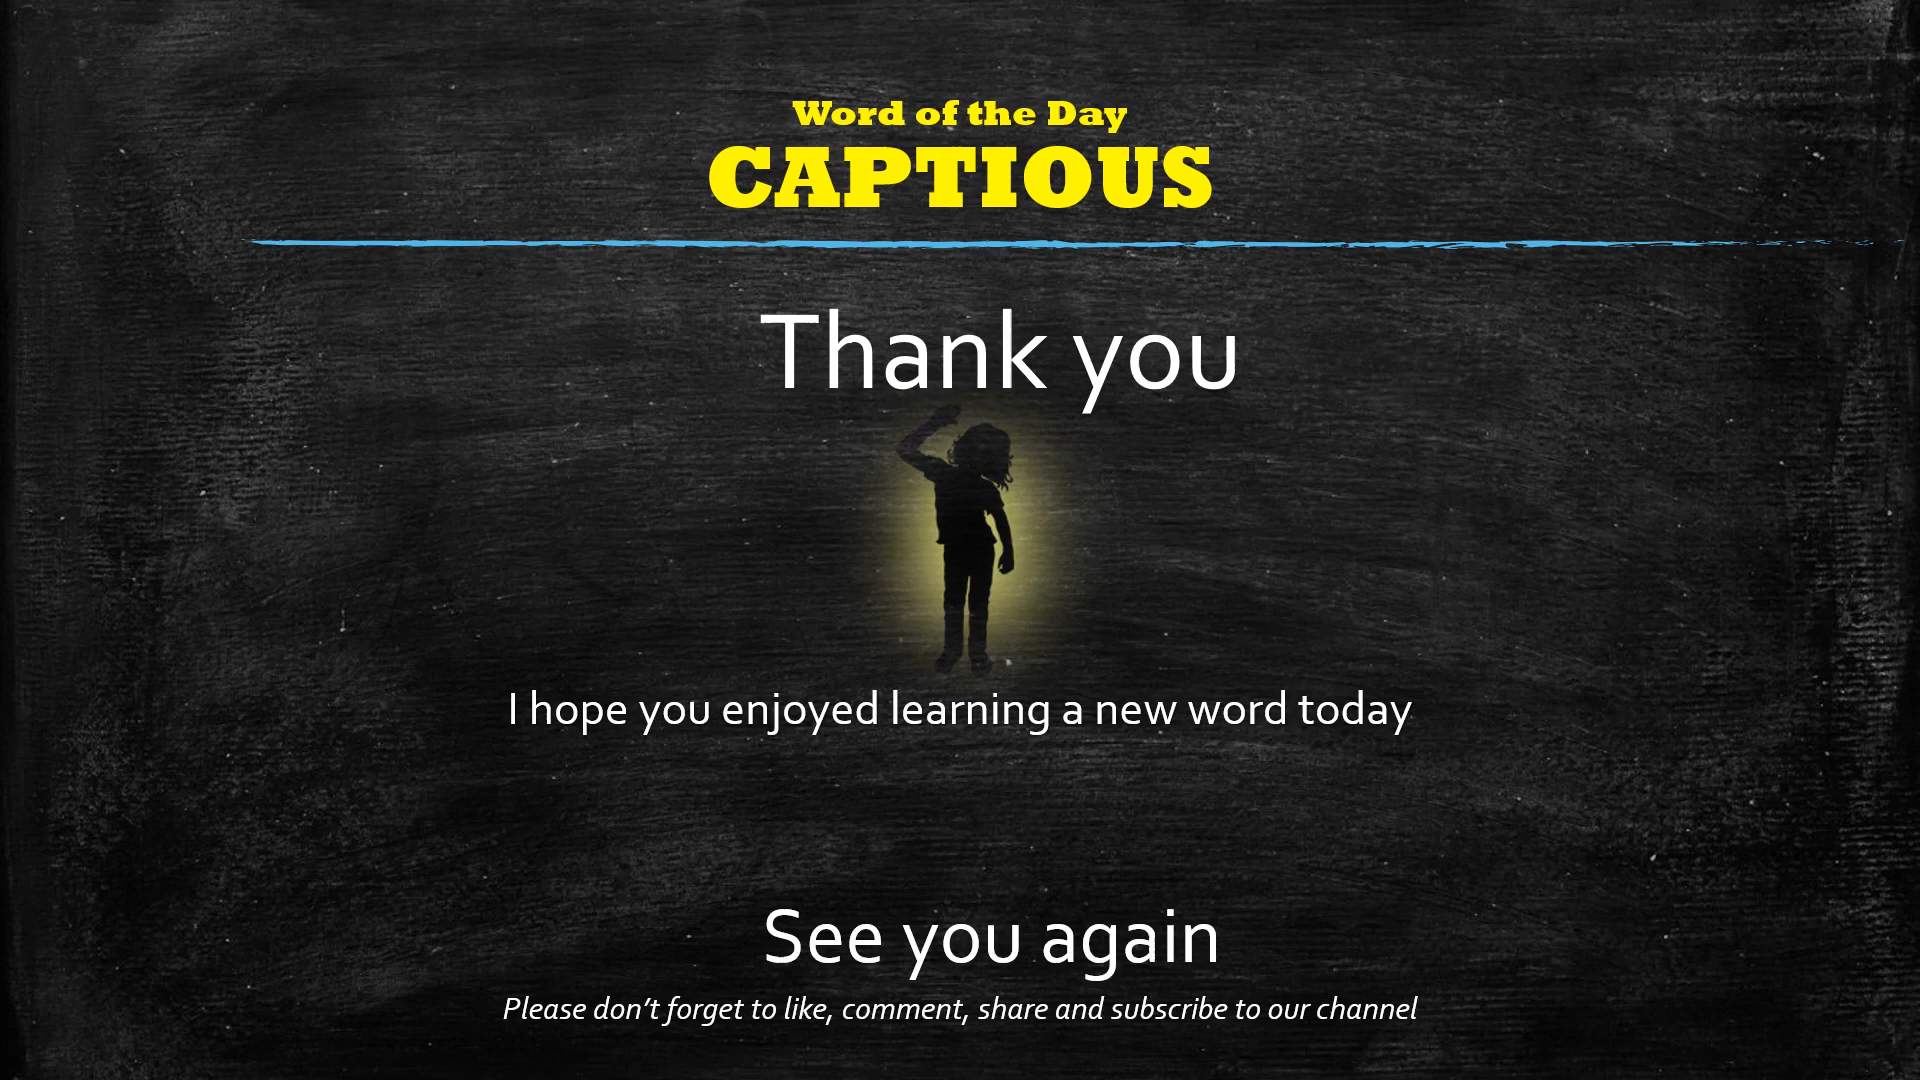 Word of the Day
CAPTIOUS
Thank you
I hope you enjoyed learning a new word today
See you again
Please don’t forget to like, comment, share and subscribe to our channel